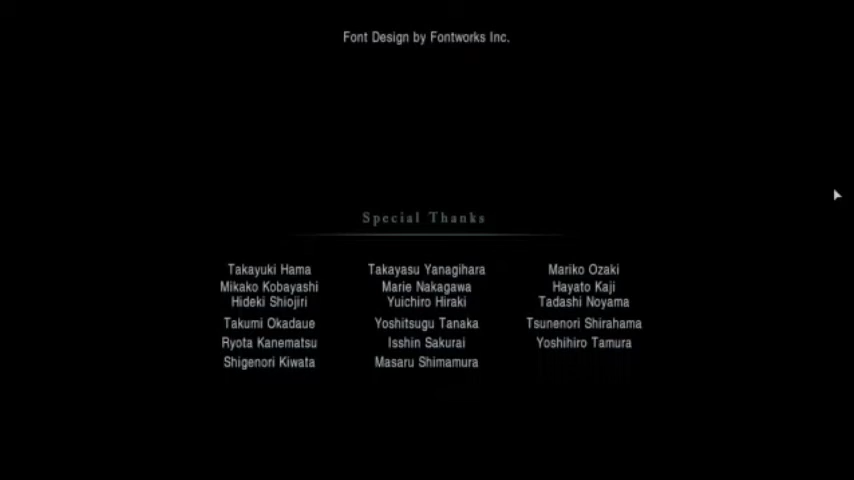 Font Design by Fontworks Inc.
Special Thanks
Takayuki Hama Takayasu Yanagihara Mariko Ozaki
Mikako Kobayashi Marie Nakagawa Hayato Kaji
Hideki Shiojiri Yuichiro Hiraki Tadashi Noyama
Takumi Okadaue Yoshitsugu Tanaka Tsunenori Shirahama
Ryota Kanematsu Isshin Sakurai Yoshihiro Tamura
Shigenori Kiwata Masaru Shimamura